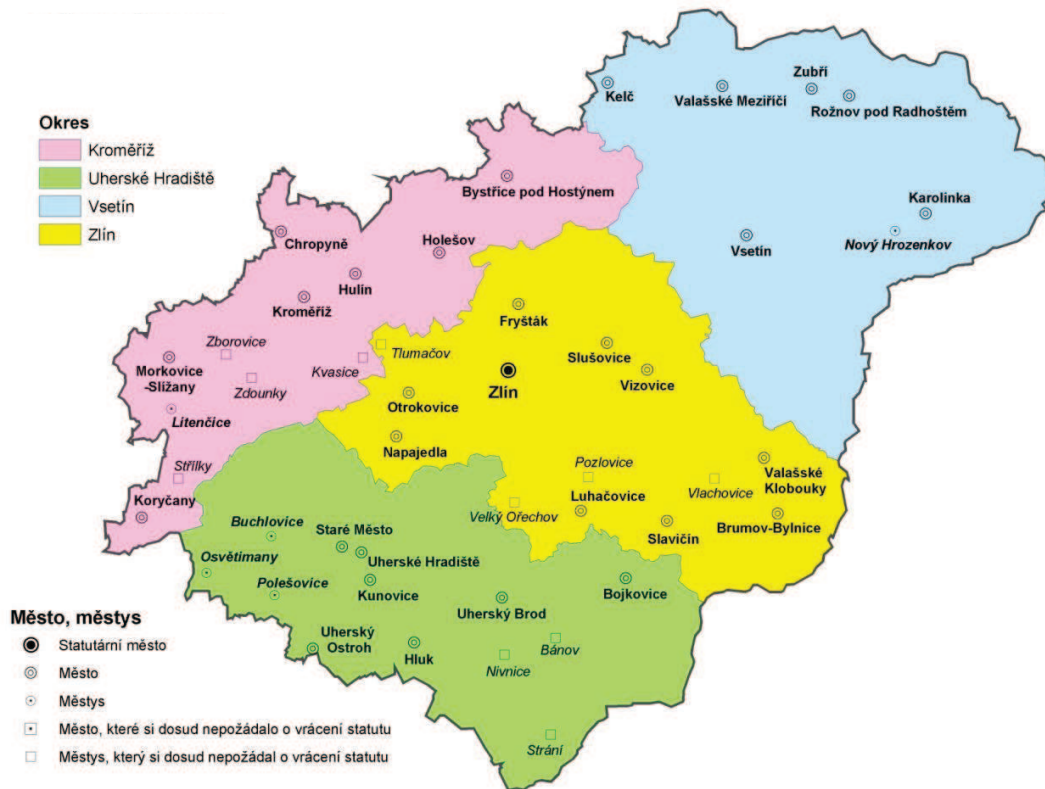 Okres
Kroměříž
Uherské Hradiště
Vsetín
Zlín
Kelč
Valašské Meziříčí
Zubří
Rožnov pod Radhoštěm
Karolinka
Nový Hrozenkov
Vsetín
Bystřice pod Hostýnem
Chropyně
Holešov
Hulín
Kroměříž
Zborovice
Morkovice
-Slížany
Zdounky
Kvasice
Litenčice
Střílky
Koryčany
Fryšták
Tlumačov
Slušovice
Vizovice
Zlín
Otrokovice
Napajedla
Pozlovice
Luhačovice
Velký Ořechov
Vlachovice
Valašské
Klobouky
Slavičín
Brumov-Bylnice
Buchlovice
Staré Město
Uherské Hradiště
Osvětimany
Polešovice
Kunovice
Uherský Brod
Bojkovice
Uherský
Ostroh
Hluk
Bánov
Nivnice
Strání
Město, městys
Statutární město
Město
Městys
Město, které si dosud nepožádalo o vrácení statutu
Městys, který si dosud nepožádal o vrácení statutu